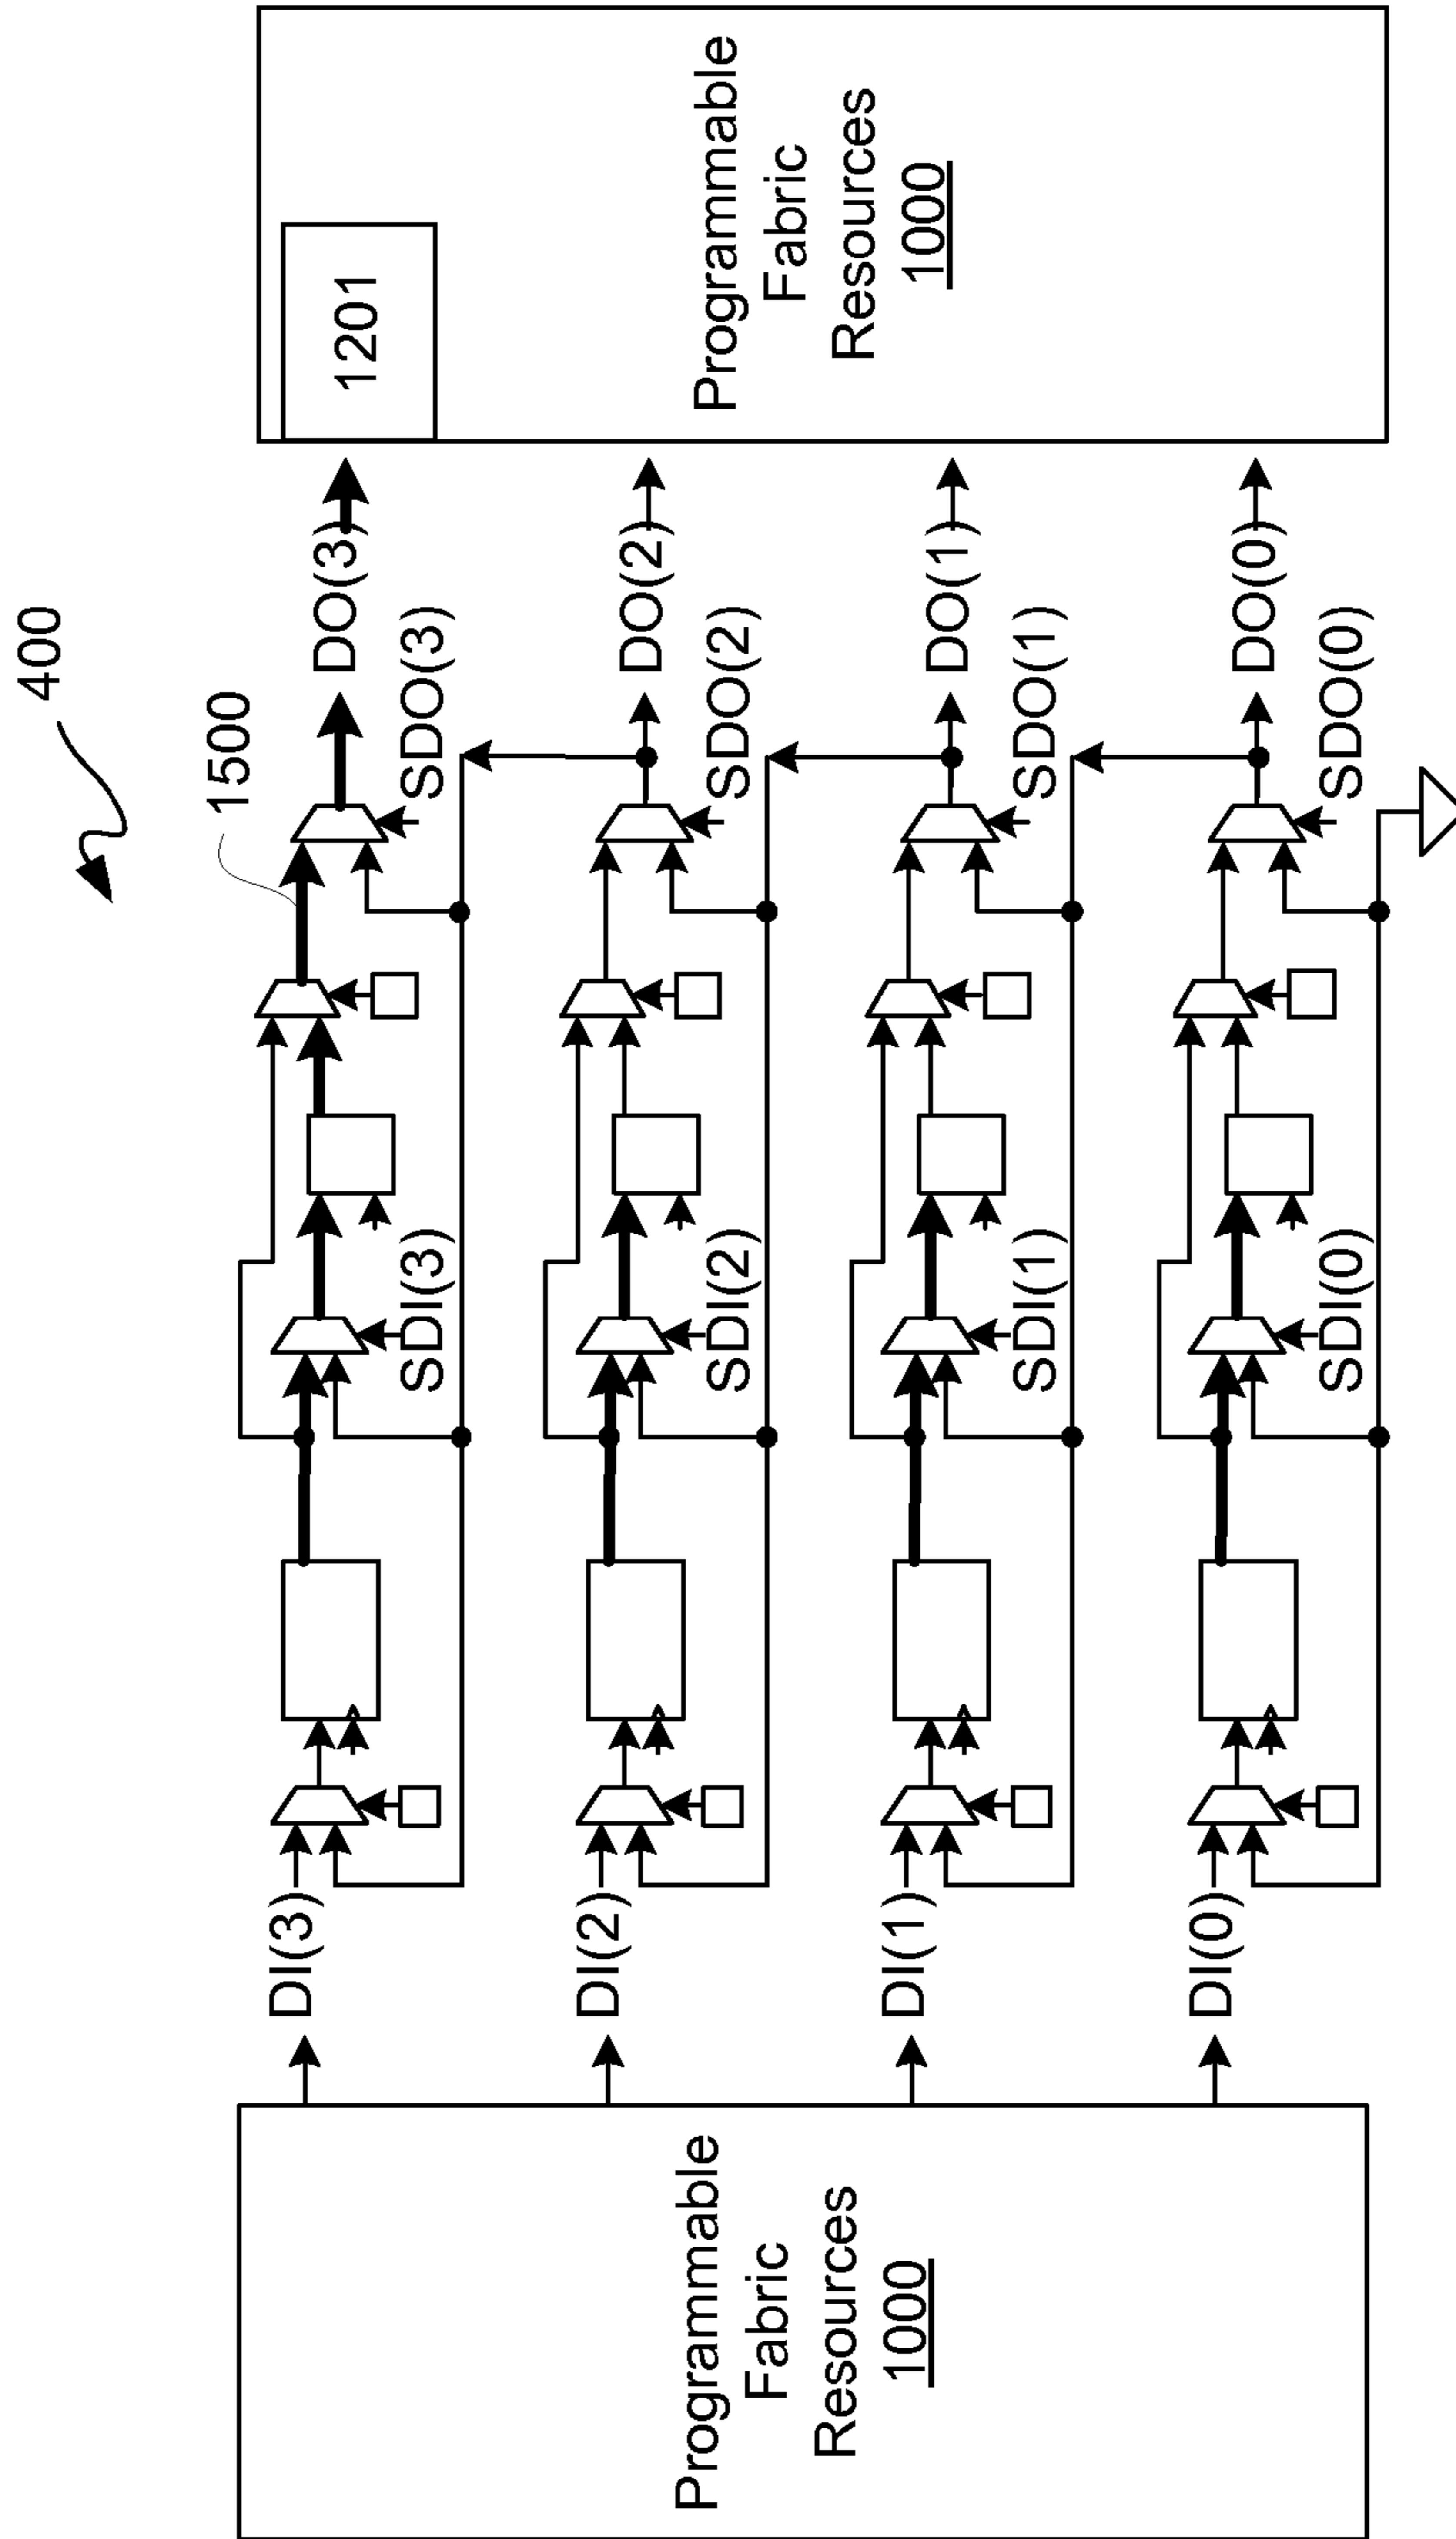 400
Programmable
Fabric
Resources
1000
DI(3)
SDI(3)
1500
SDO(3)
DO(3)
DI(2)
SDI(2)
SDO(2)
DO(2)
DI(1)
SDI(1)
SDO(1)
DO(1)
DI(0)
SDI(0)
SDO(0)
DO(0)
1201
Programmable
Fabric
Resources
1000